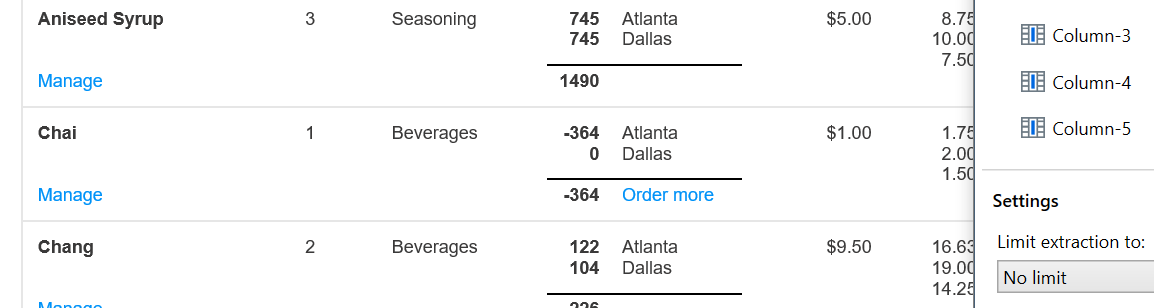 Aniseed Syrup 3 Seasoning 745 Atlanta $5.00 8.75
745 Dallas 10.00
7.50
Manage 1490
Chai 1 Beverages -364 Atlanta $1.00 1.75
0 Dallas 2.00
1.50
Manage -364 Order more
Chang 2 Beverages 122 Atlanta $9.50 16.63
104 Dallas 19.00
14.25
Manage 226
Column-3
Column-4
Column-5
Settings
Limit extraction to:
No limit